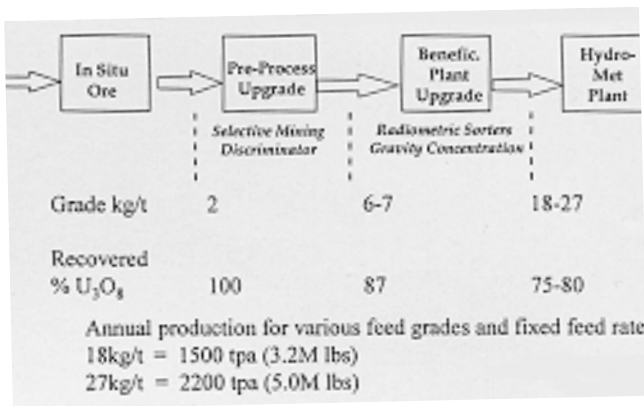 In Situ
Ore
Pre-Process
Upgrade
Benefic.
Plant
Upgrade
Hydro-
Met
Plant
Selective Mining
Discriminator
Radiometric Sorters
Gravity Concentration
Grade kg/t 2 6-7 18-27
Recovered
% U₃O₈ 100 87 75-80
Annual production for various feed grades and fixed feed rate
18kg/t = 1500 tpa (3.2M lbs)
27kg/t = 2200 tpa (5.0M lbs)